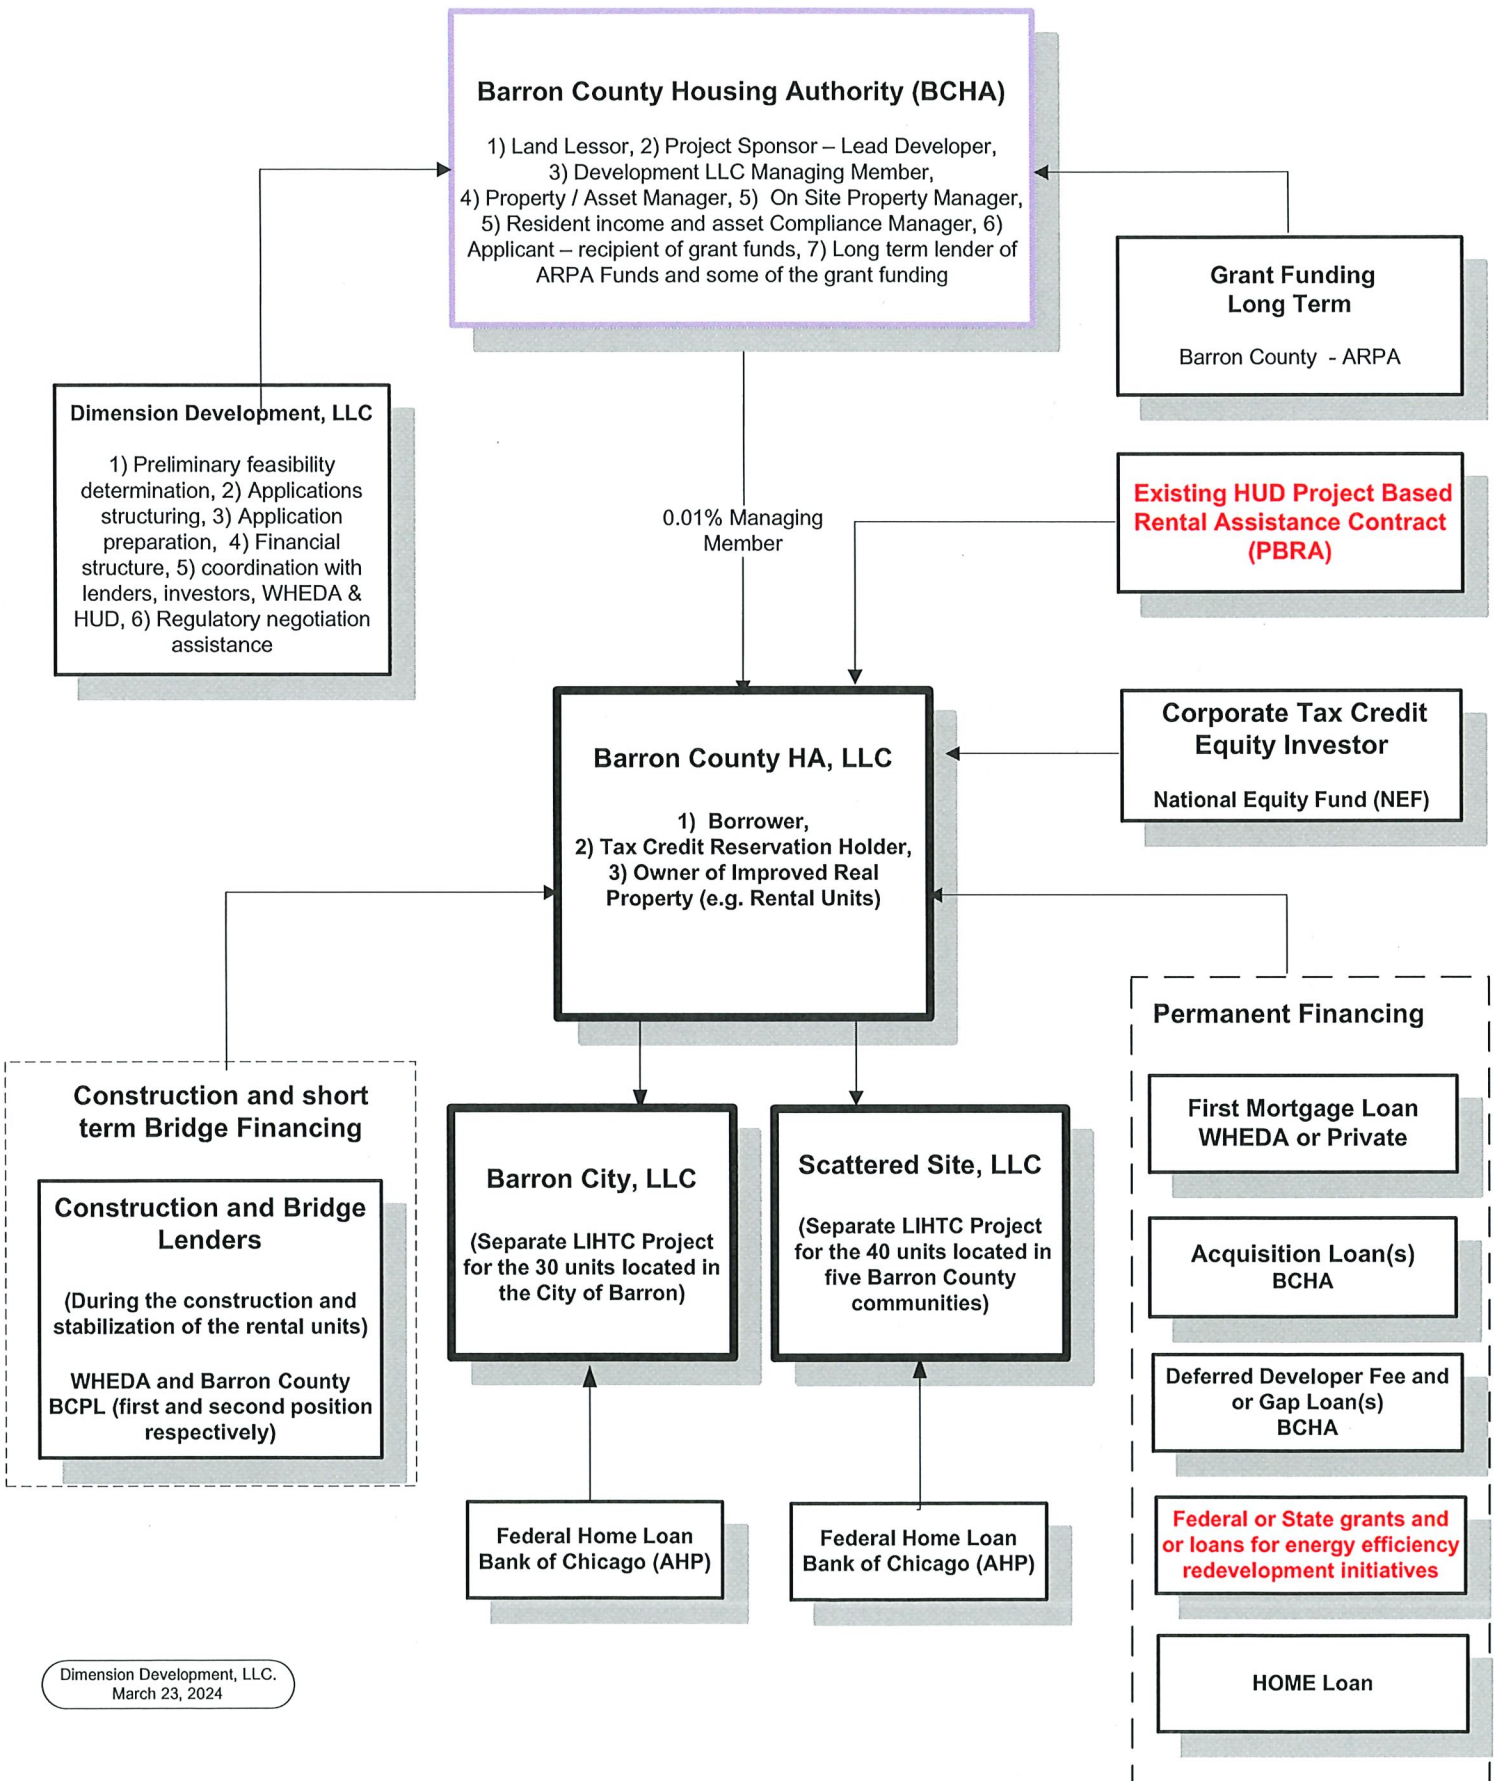 Barron County Housing Authority (BCHA)
1) Land Lessor, 2) Project Sponsor – Lead Developer,
3) Development LLC Managing Member,
4) Property / Asset Manager, 5)  On Site Property Manager,
5) Resident income and asset Compliance Manager, 6)
Applicant – recipient of grant funds, 7) Long term lender of
ARPA Funds and some of the grant funding
Grant Funding
Long Term
Barron County  - ARPA
Dimension Development, LLC
1) Preliminary feasibility
determination, 2) Applications
structuring, 3) Application
preparation,  4) Financial
structure, 5) coordination with
lenders, investors, WHEDA &
HUD, 6) Regulatory negotiation
assistance
0.01% Managing
Member
Existing HUD Project Based
Rental Assistance Contract
(PBRA)
Corporate Tax Credit
Equity Investor
National Equity Fund (NEF)
Barron County HA, LLC
1)  Borrower,
2) Tax Credit Reservation Holder,
3) Owner of Improved Real
Property (e.g. Rental Units)
Construction and short
term Bridge Financing
Construction and Bridge
Lenders
(During the construction and
stabilization of the rental units)
WHEDA and Barron County
BCPL (first and second position
respectively)
Barron City, LLC
(Separate LIHTC Project
for the 30 units located in
the City of Barron)
Scattered Site, LLC
(Separate LIHTC Project
for the 40 units located in
five Barron County
communities)
Federal Home Loan
Bank of Chicago (AHP)
Federal Home Loan
Bank of Chicago (AHP)
Permanent Financing
First Mortgage Loan
WHEDA or Private
Acquisition Loan(s)
BCHA
Deferred Developer Fee and
or Gap Loan(s)
BCHA
Federal or State grants and
or loans for energy efficiency
redevelopment initiatives
HOME Loan
Dimension Development, LLC.
March 23, 2024